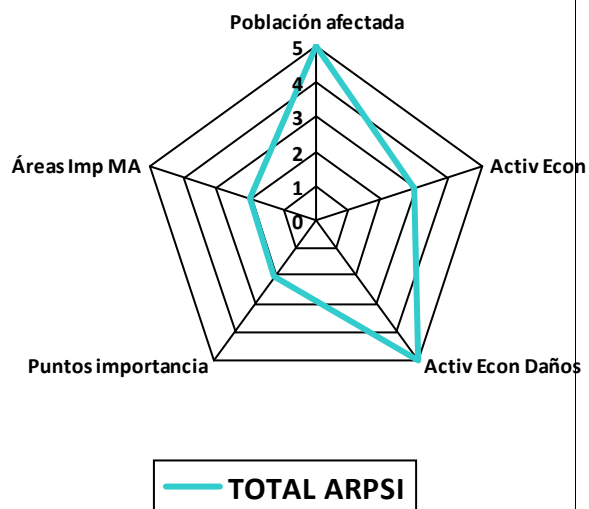 Población afectada
5
4
3
2
1
0
Áreas Imp MA
Activ Econ
Puntos importancia
Activ Econ Daños
TOTAL ARPSI